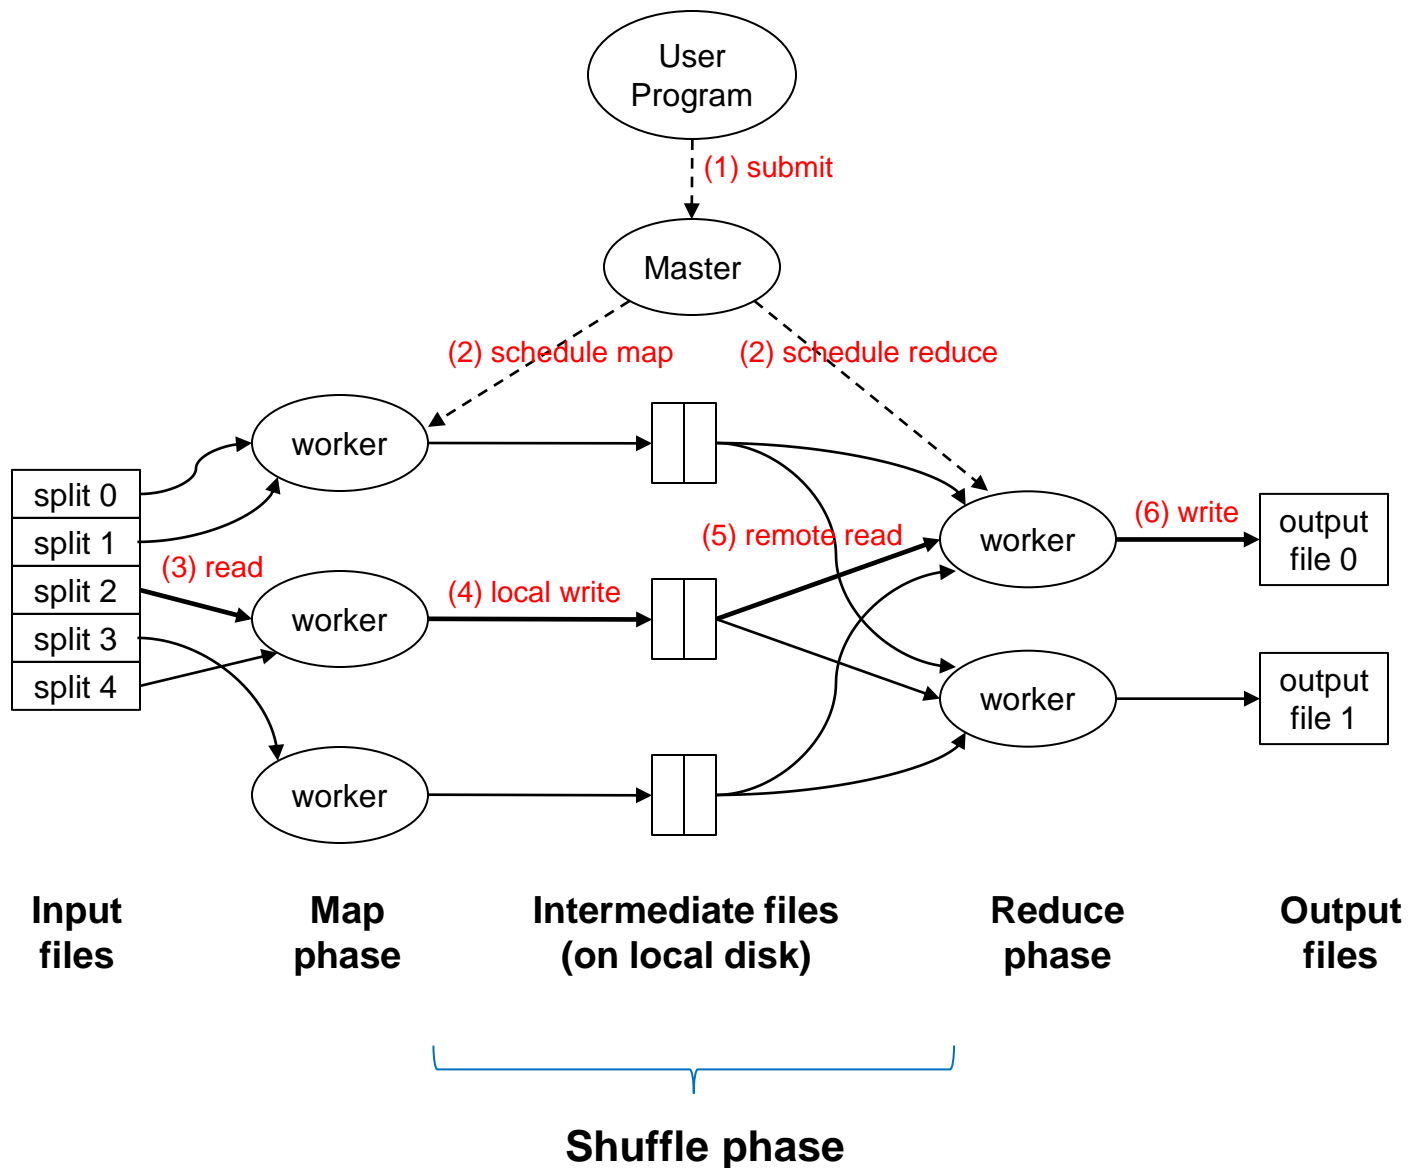 User
Program
(1) submit
Master
(2) schedule map
(2) schedule reduce
worker
split 0
split 1
(3) read
split 2
split 3
split 4
worker
(4) local write
(5) remote read
worker
(6) write
output
file 0
worker
output
file 1
worker
Input
files
Map
phase
Intermediate files
(on local disk)
Reduce
phase
Output
files
Shuffle phase